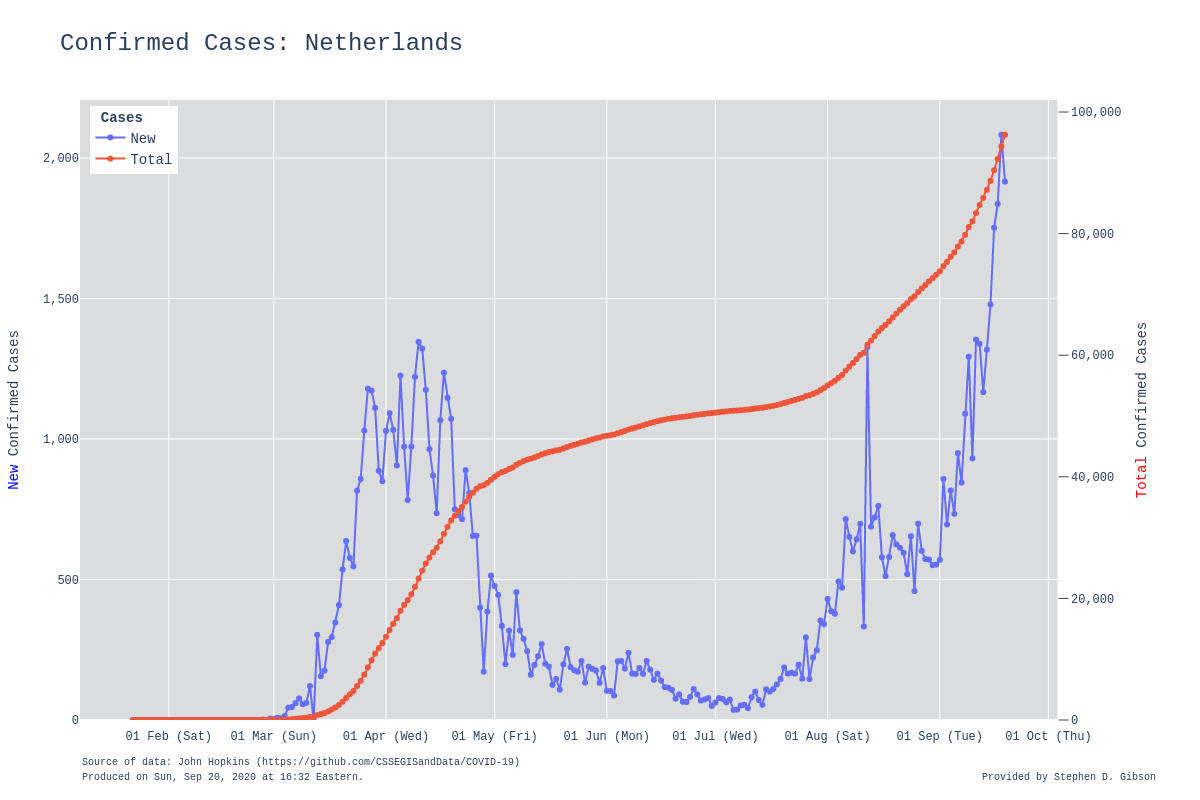 Confirmed Cases: Netherlands
Cases
New
Total
2,000
1,500
1,000
500
0
100,000
80,000
60,000
40,000
20,000
0
New Confirmed Cases
Total Confirmed Cases
01 Feb (Sat) 01 Mar (Sun) 01 Apr (Wed) 01 May (Fri) 01 Jun (Mon) 01 Jul (Wed) 01 Aug (Sat) 01 Sep (Tue) 01 Oct (Thu)
Source of data: John Hopkins (https://github.com/CSSEGISandData/COVID-19)
Produced on Sun, Sep 20, 2020 at 16:32 Eastern.
Provided by Stephen D. Gibson